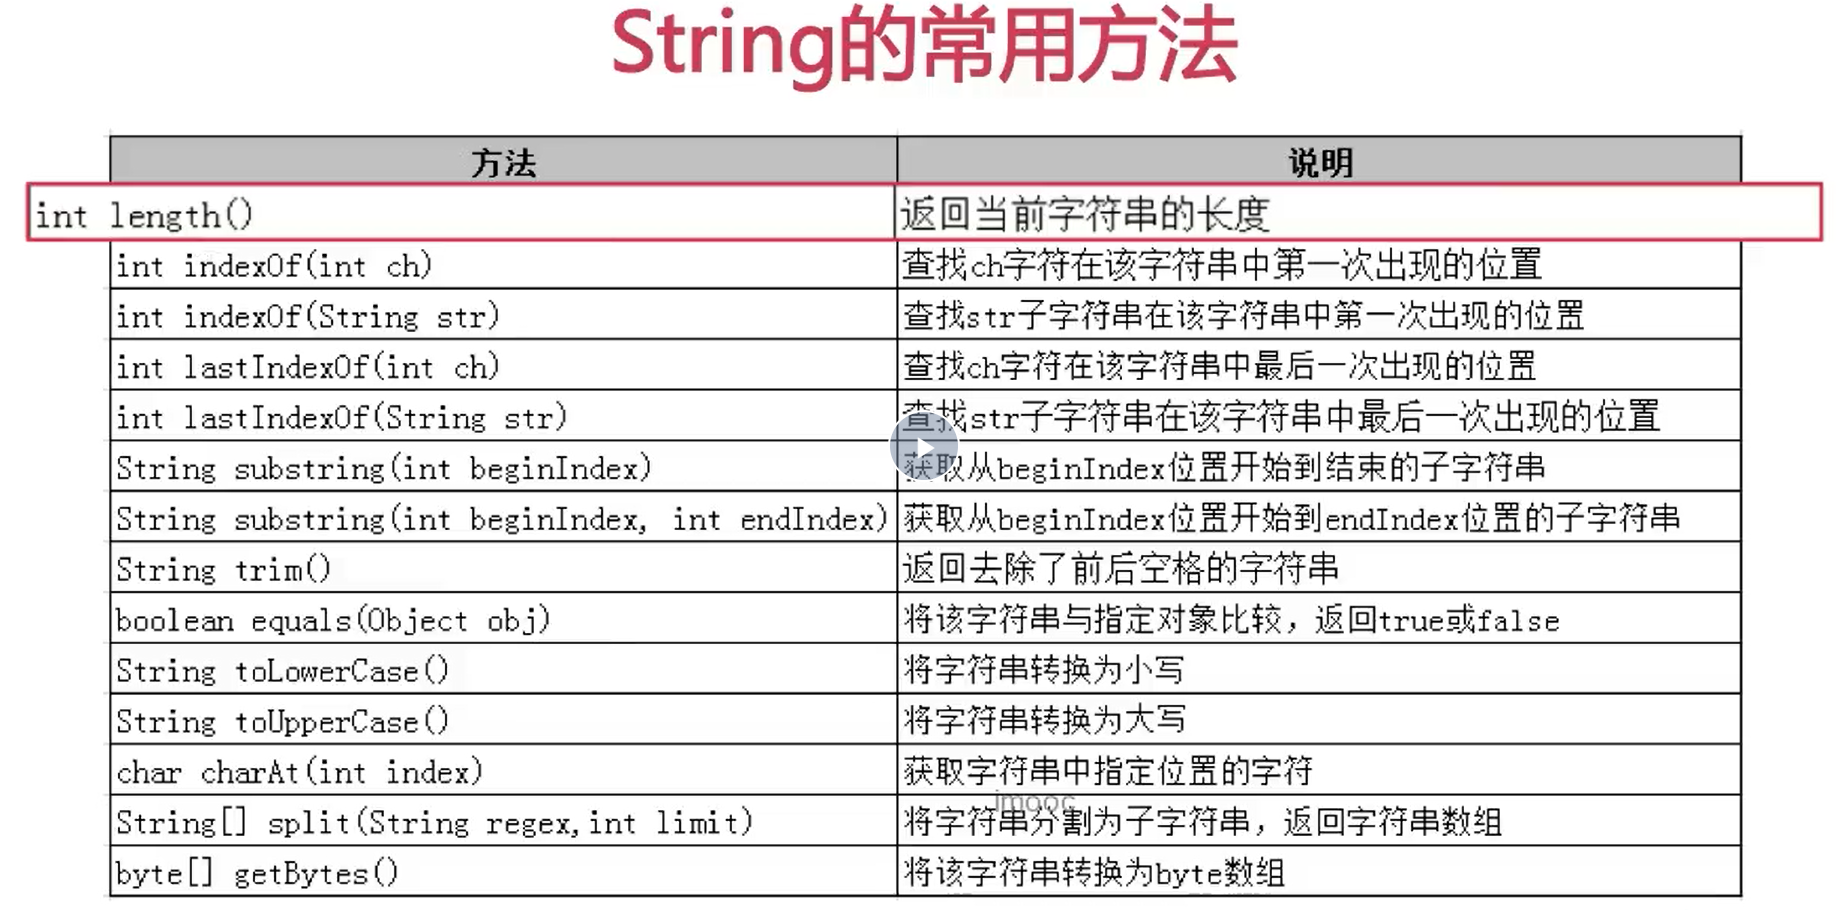 String的常用方法
方法 说明
int length() 返回当前字符串的长度
int indexOf(int ch) 查找ch字符在该字符串中第一次出现的位置
int indexOf(String str) 查找str子字符串在该字符串中第一次出现的位置
int lastIndexOf(int ch) 查找ch字符在该字符串中最后一次出现的位置
int lastIndexOf(String str) 查找str子字符串在该字符串中最后一次出现的位置
String substring(int beginIndex) 获取从beginIndex位置开始到结束的子字符串
String substring(int beginIndex, int endIndex) 获取从beginIndex位置开始到endIndex位置的子字符串
String trim() 返回去除了前后空格的字符串
boolean equals(Object obj) 将该字符串与指定对象比较，返回true或false
String toLowerCase() 将字符串转换为小写
String toUpperCase() 将字符串转换为大写
char charAt(int index) 获取字符串中指定位置的字符
imooc
String[] split(String regex,int limit) 将字符串分割为子字符串，返回字符串数组
byte[] getBytes() 将该字符串转换为byte数组